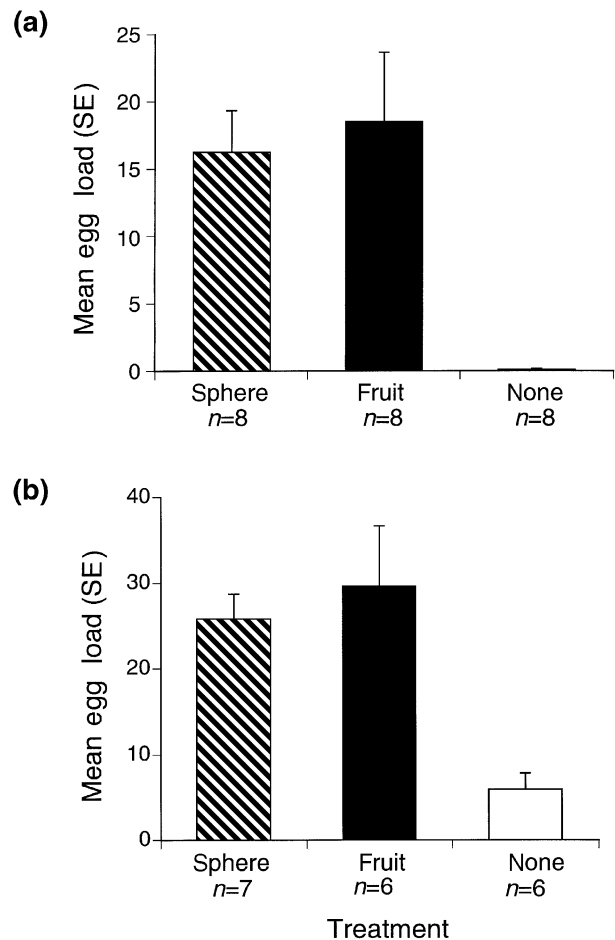 (a)
Mean egg load (SE)
25
20
15
10
5
0
Sphere Fruit None
n=8 n=8 n=8
(b)
Mean egg load (SE)
40
30
20
10
0
Sphere Fruit None
n=7 n=6 n=6
Treatment